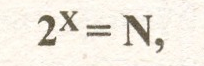 2^X = N,